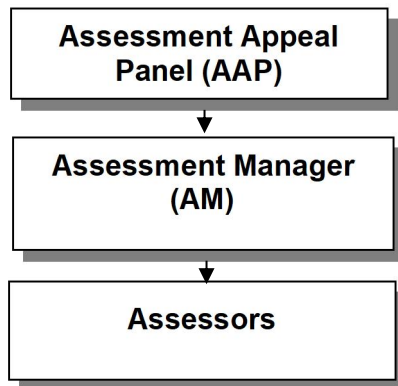 Assessment Appeal
Panel (AAP)
Assessment Manager
(AM)
Assessors